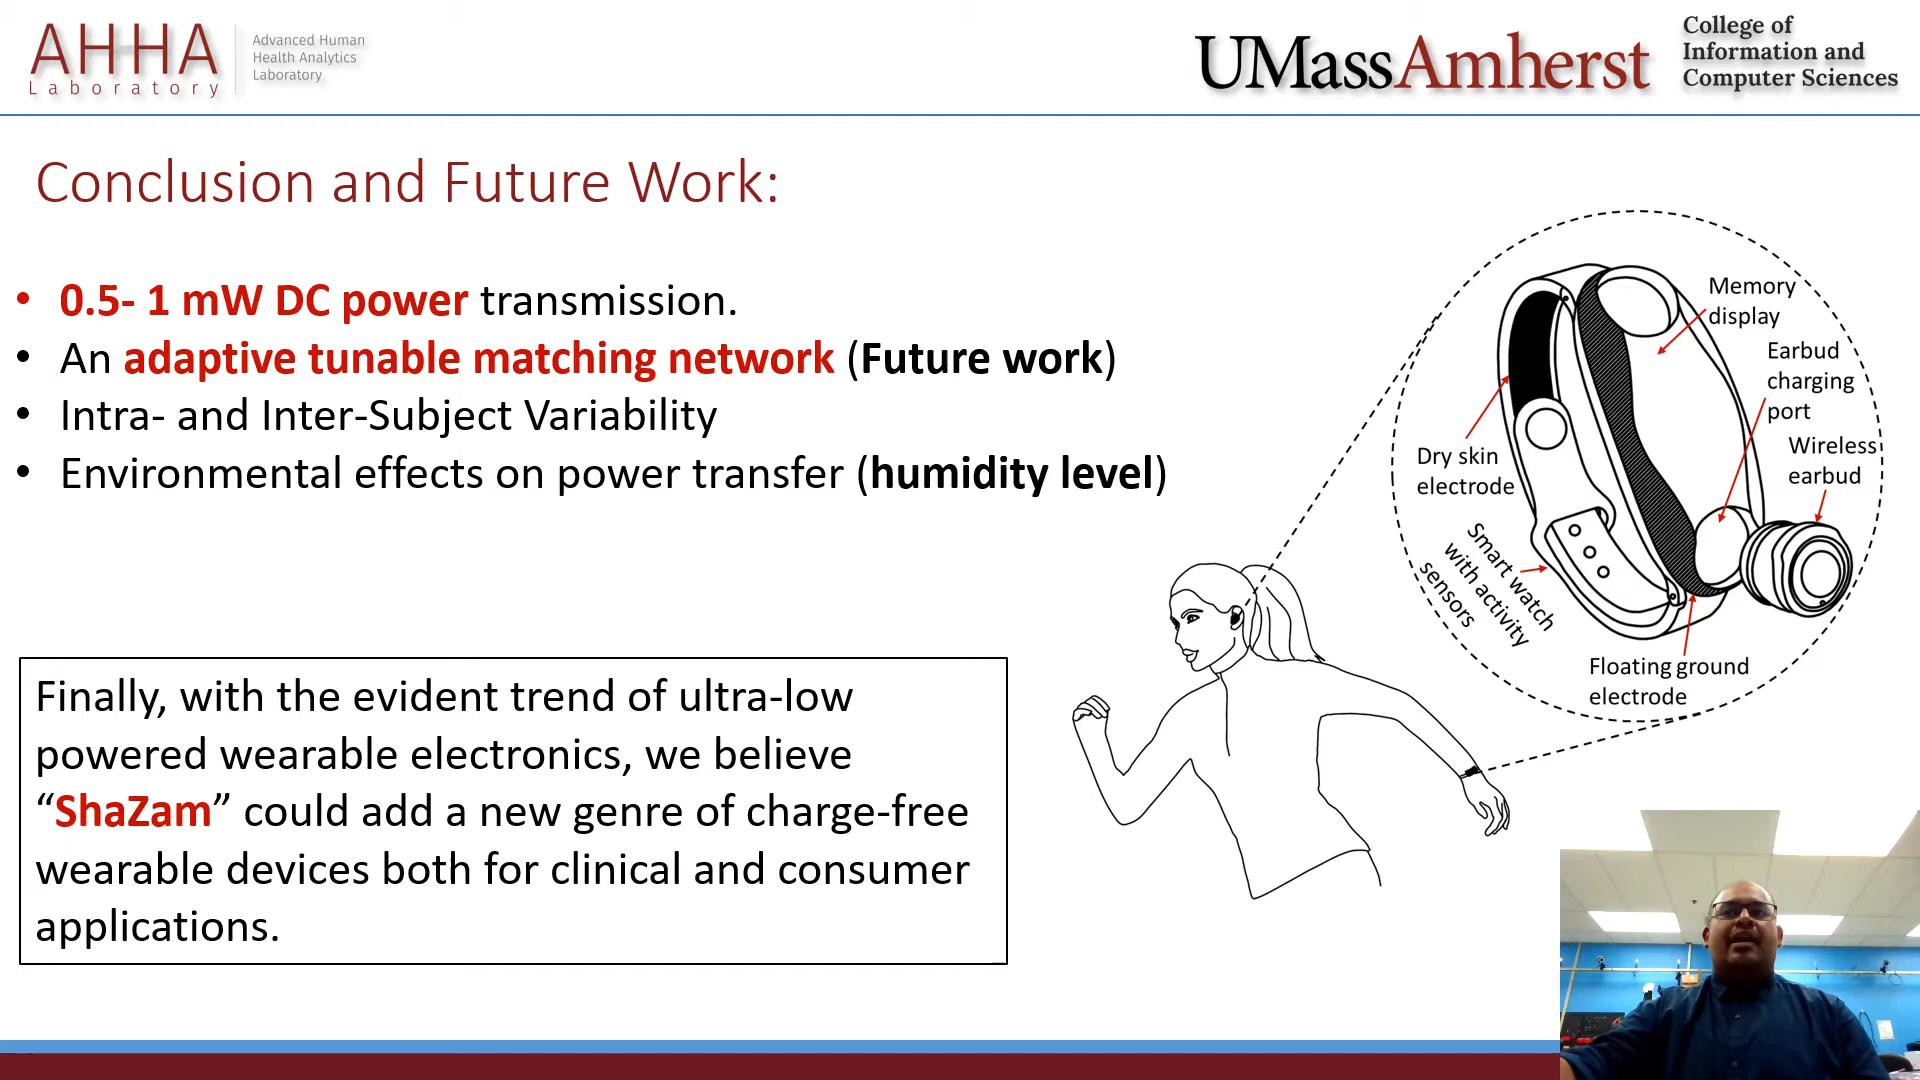 AHHA
Laboratory
Advanced Human
Health Analytics
Laboratory
UMassAmherst
College of
Information and
Computer Sciences
Conclusion and Future Work:
• 0.5- 1 mW DC power transmission.
• An adaptive tunable matching network (Future work)
• Intra- and Inter-Subject Variability
• Environmental effects on power transfer (humidity level)
Finally, with the evident trend of ultra-low
powered wearable electronics, we believe
“ShaZam” could add a new genre of charge-free
wearable devices both for clinical and consumer
applications.
Memory
display
Earbud
charging
port
Wireless
earbud
Dry skin
electrode
Smart watch
with activity
sensors
Floating ground
electrode